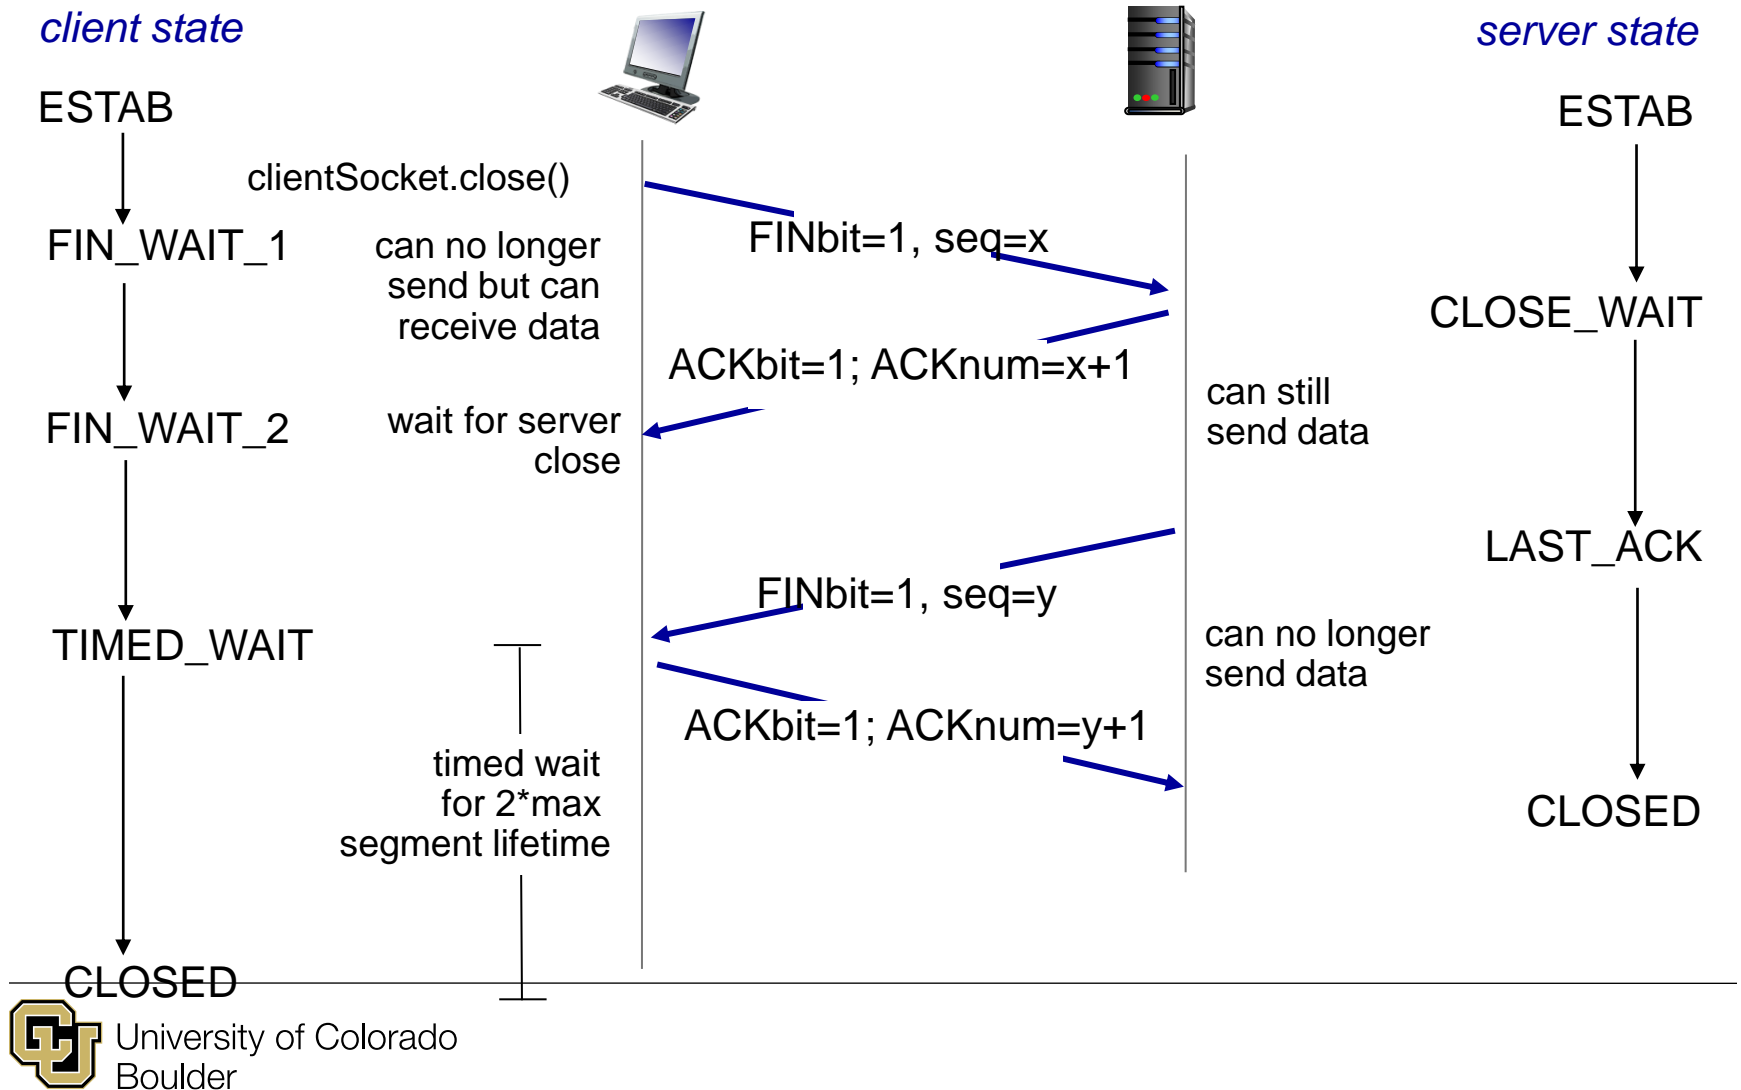 client state
server state
ESTAB
ESTAB
clientSocket.close()
FIN_WAIT_1
can no longer
send but can
receive data
FINbit=1, seq=x
CLOSE_WAIT
ACKbit=1; ACKnum=x+1
can still
send data
FIN_WAIT_2
wait for server
close
LAST_ACK
FINbit=1, seq=y
TIMED_WAIT
can no longer
send data
ACKbit=1; ACKnum=y+1
timed wait
for 2*max
segment lifetime
CLOSED
CLOSED
University of Colorado
Boulder